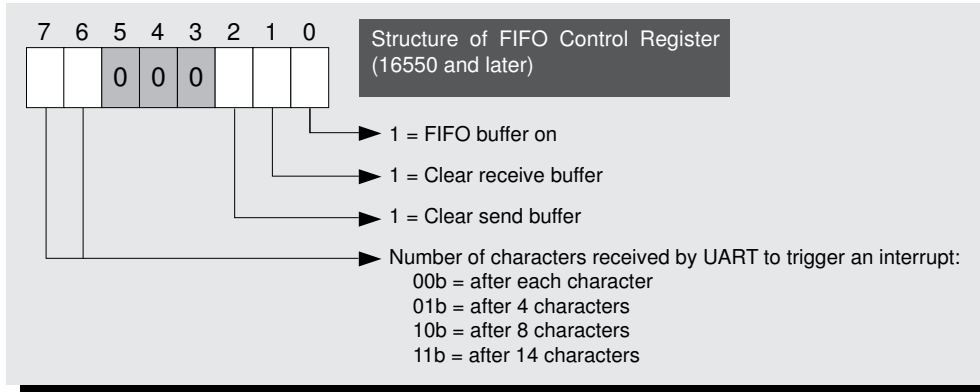 7 6 5 4 3 2 1 0
0 0 0
Structure of FIFO Control Register
(16550 and later)
1 = FIFO buffer on
1 = Clear receive buffer
1 = Clear send buffer
Number of characters received by UART to trigger an interrupt:
00b = after each character
01b = after 4 characters
10b = after 8 characters
11b = after 14 characters